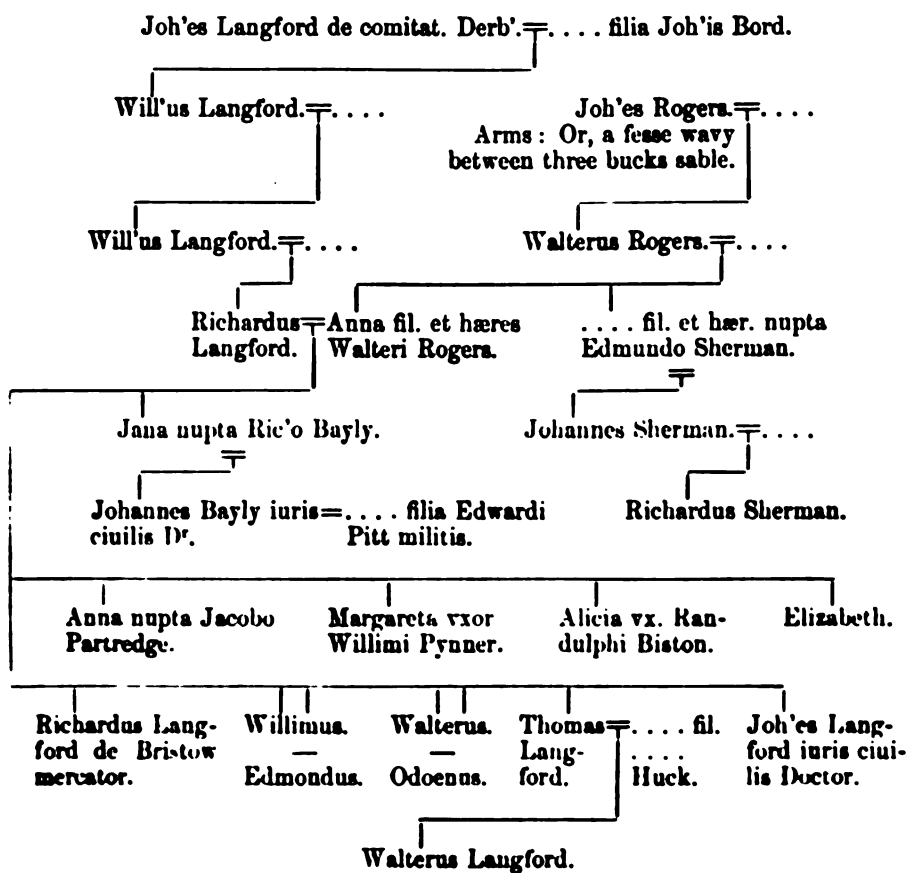 Joh'es Langford de comitat. Derb'.=. . . . filia Joh'is Bord.
Will'us Langford.=. . . .
Joh'es Rogers.=. . . .
Arms : Or, a fesse wavy
between three bucks sable.
Will'us Langford.=. . . .
Walterus Rogers.=. . . .
Richardus=Anna fil. et hæres
Langford. Walteri Rogers.
. . . . fil. et hær. nupta
Edmundo Sherman.
=
Jana nupta Ric'o Bayly.
=
Johannes Sherman.=. . . .
Johannes Bayly iuris=. . . . filia Edwardi
ciuilis Dr. Pitt militis.
Richardus Sherman.
Anna nupta Jacobo
Partredge.
Margareta vxor
Willimi Pynner.
Alicia vx. Ran-
dulphi Biston.
Elizabeth.
Richardus Lang-
ford de Bristow
mercator.
Willimus.
—
Edmondus.
Walterus.
—
Odoenus.
Thomas=. . . . fil.
Lang- . . . .
ford. Huck.
Joh'es Lang-
ford iuris ciui-
lis Doctor.
Walterus Langford.